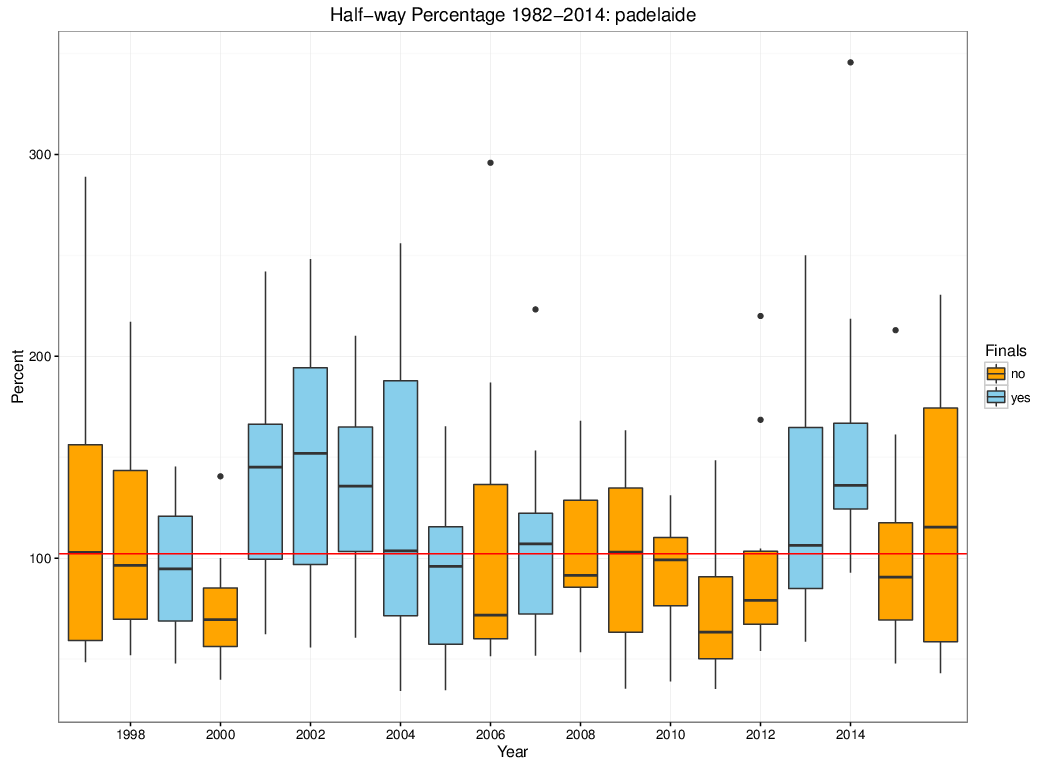 Half−way Percentage 1982−2014: padelaide
Percent
300
200
100
1998 2000 2002 2004 2006 2008 2010 2012 2014
Year
Finals
no
yes